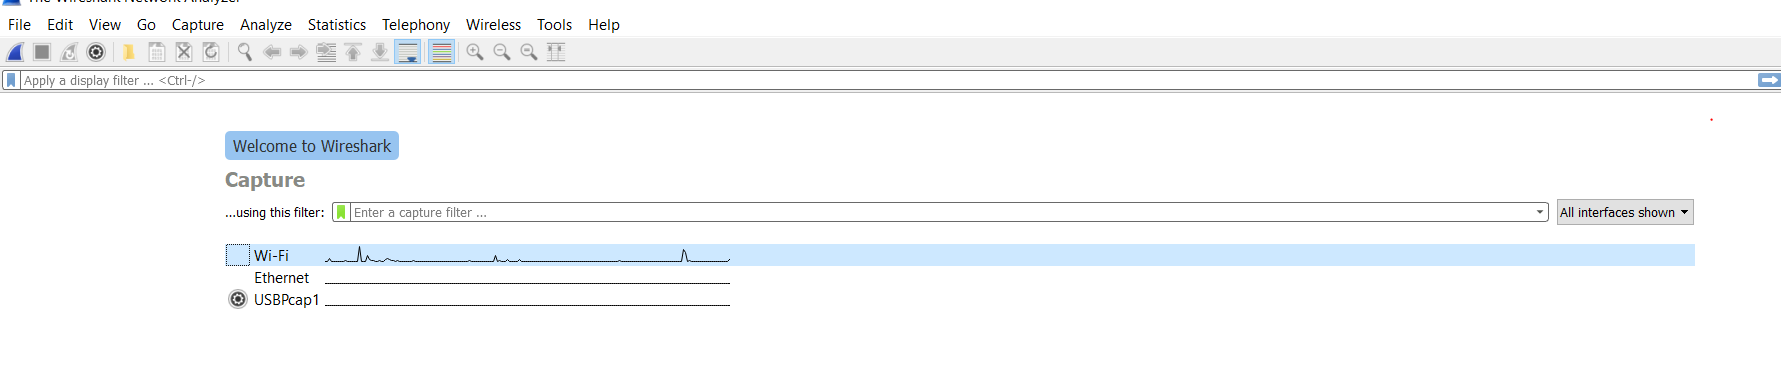 The Wireshark Network Analyzer
File Edit View Go Capture Analyze Statistics Telephony Wireless Tools Help
Apply a display filter ... <Ctrl-/>
Welcome to Wireshark
Capture
...using this filter: Enter a capture filter ... All interfaces shown
Wi-Fi
Ethernet
USBPcap1